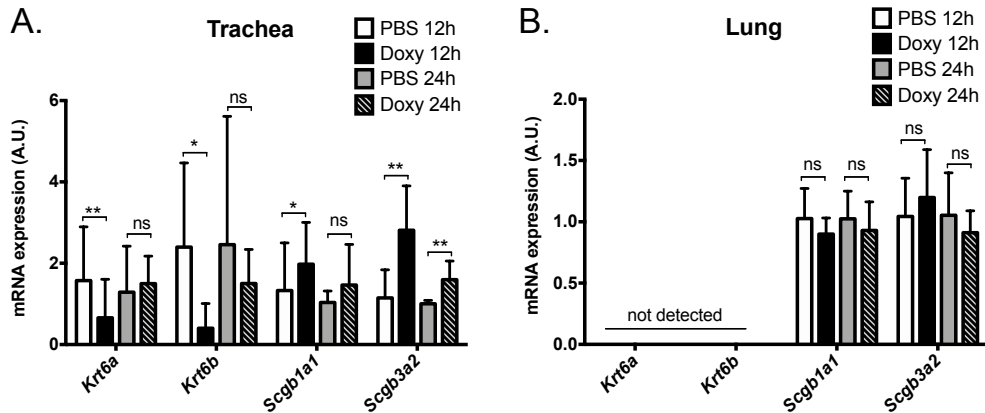 A.
Trachea
PBS 12h
Doxy 12h
PBS 24h
Doxy 24h
mRNA expression (A.U.)
6
4
2
0
** ns * ns * ns ** **
Krt6a Krt6b Scgb1a1 Scgb3a2
B.
Lung
PBS 12h
Doxy 12h
PBS 24h
Doxy 24h
mRNA expression (A.U.)
2.0
1.5
1.0
0.5
0.0
not detected
ns ns ns ns
Krt6a Krt6b Scgb1a1 Scgb3a2